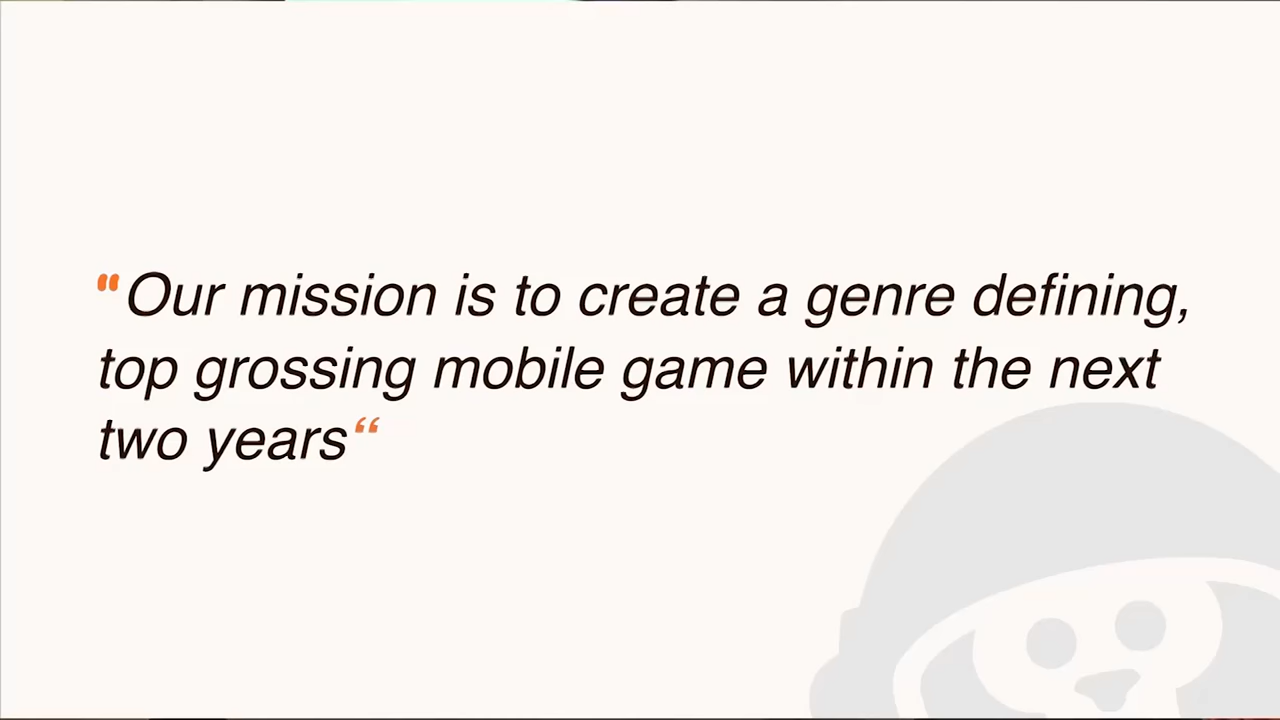 “Our mission is to create a genre defining,
top grossing mobile game within the next
two years“